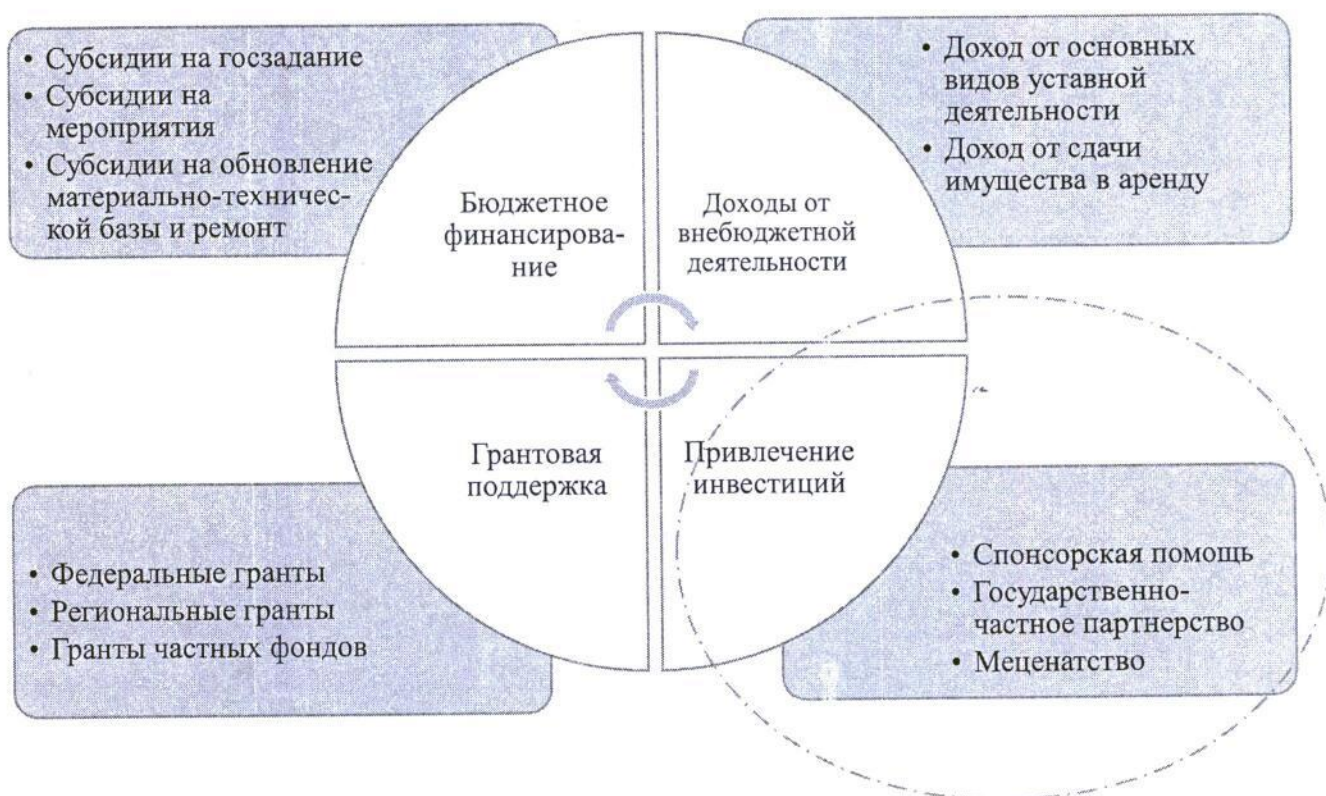 • Субсидии на госзадание
• Субсидии на
мероприятия
• Субсидии на обновление
материально-техничес-
кой базы и ремонт
Бюджетное
финансирова-
ние
• Доход от основных
видов уставной
деятельности
• Доход от сдачи
имущества в аренду
Доходы от
внебюджетной
деятельности
Грантовая
поддержка
• Федеральные гранты
• Региональные гранты
• Гранты частных фондов
Привлечение
инвестиций
• Спонсорская помощь
• Государственно-
частное партнерство
• Меценатство